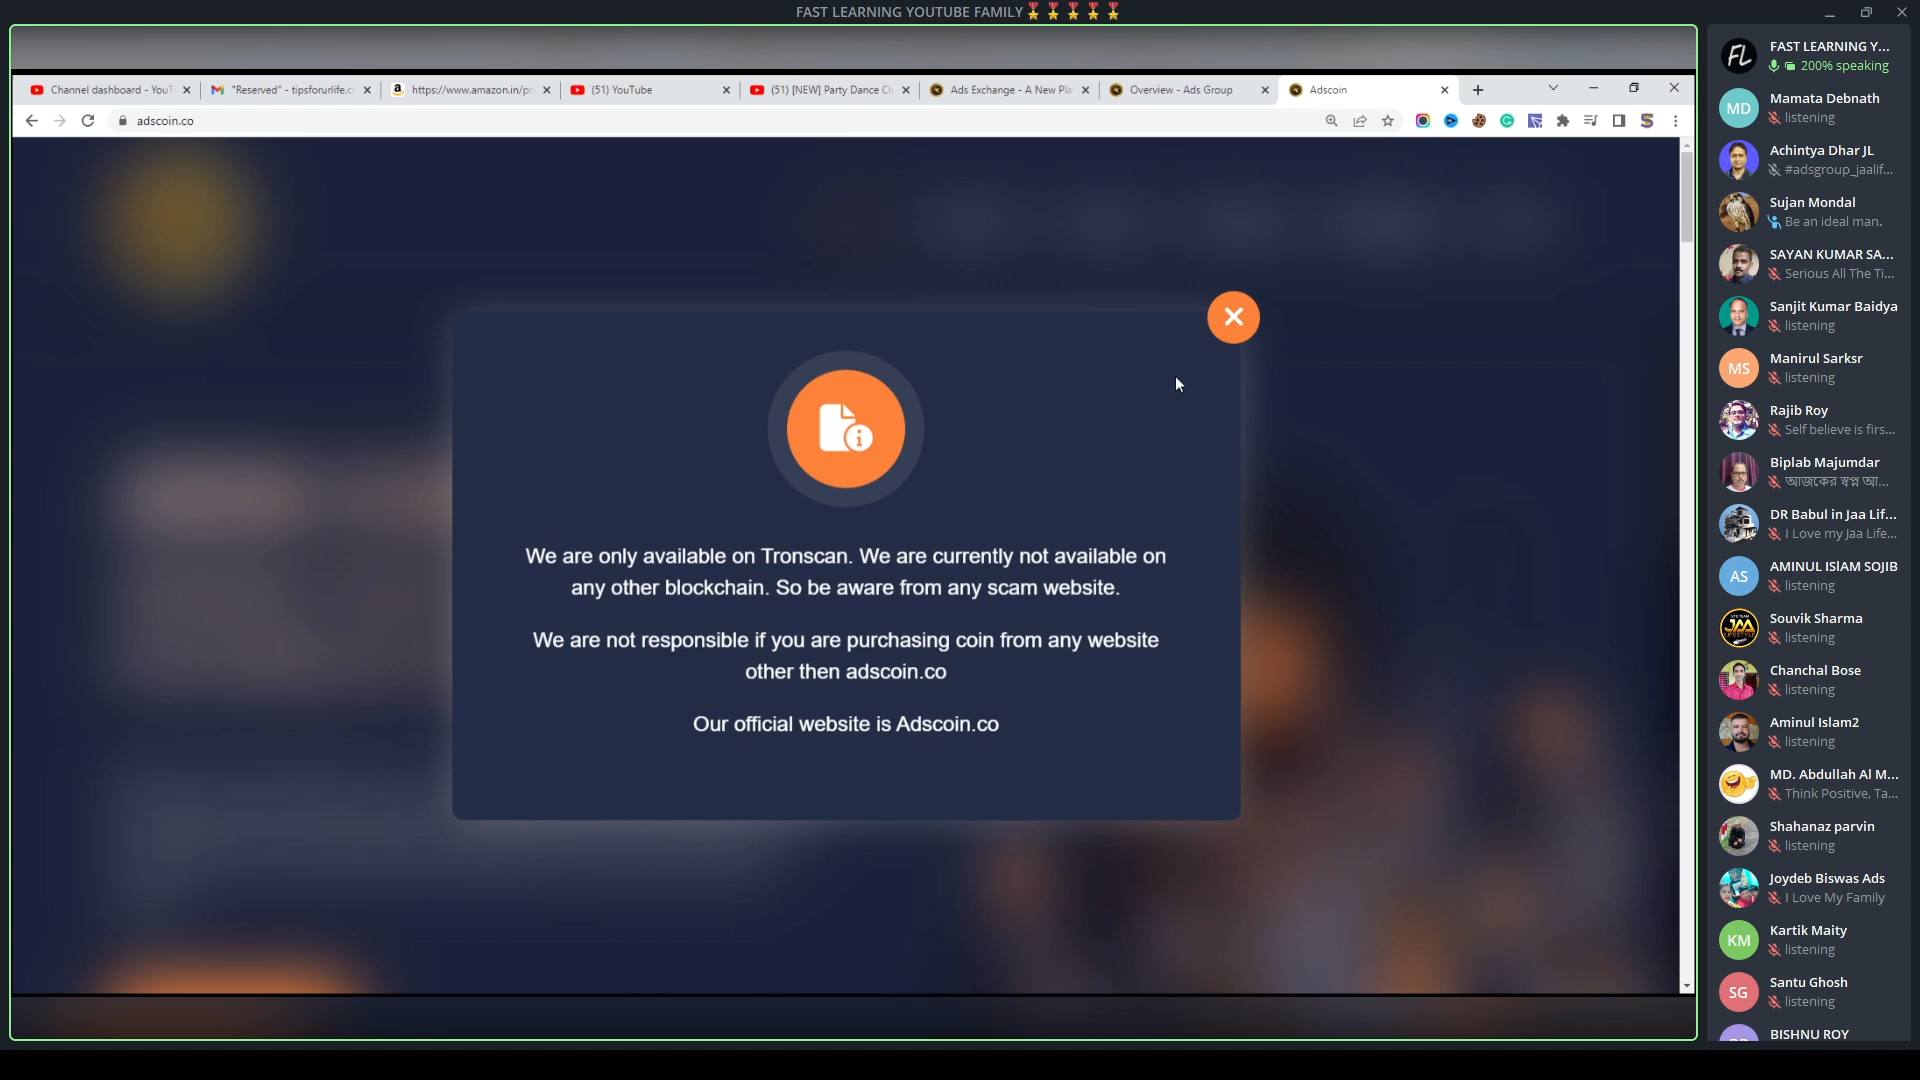 FAST LEARNING YOUTUBE FAMILY🎖🎖🎖🎖🎖
Channel dashboard - YouT
"Reserved" - tipsforurlife.c
https://www.amazon.in/pr
(51) YouTube
(51) [NEW] Party Dance Cl
Ads Exchange - A New Pla
Overview - Ads Group
Adscoin
adscoin.co
We are only available on Tronscan. We are currently not available on
any other blockchain. So be aware from any scam website.
We are not responsible if you are purchasing coin from any website
other then adscoin.co
Our official website is Adscoin.co
FL
FAST LEARNING Y...
200% speaking
MD
Mamata Debnath
listening
Achintya Dhar JL
#adsgroup_jaalif...
Sujan Mondal
Be an ideal man.
SAYAN KUMAR SA...
Serious All The Ti...
Sanjit Kumar Baidya
listening
MS
Manirul Sarksr
listening
Rajib Roy
Self believe is firs...
Biplab Majumdar
আজকের স্বপ্ন আ...
DR Babul in Jaa Lif...
I Love my Jaa Life...
AS
AMINUL ISlAM SOJIB
listening
JAA
Souvik Sharma
listening
Chanchal Bose
listening
Aminul Islam2
listening
MD. Abdullah Al M...
Think Positive, Ta...
Shahanaz parvin
listening
Joydeb Biswas Ads
I Love My Family
KM
Kartik Maity
listening
SG
Santu Ghosh
listening
BISHNU ROY